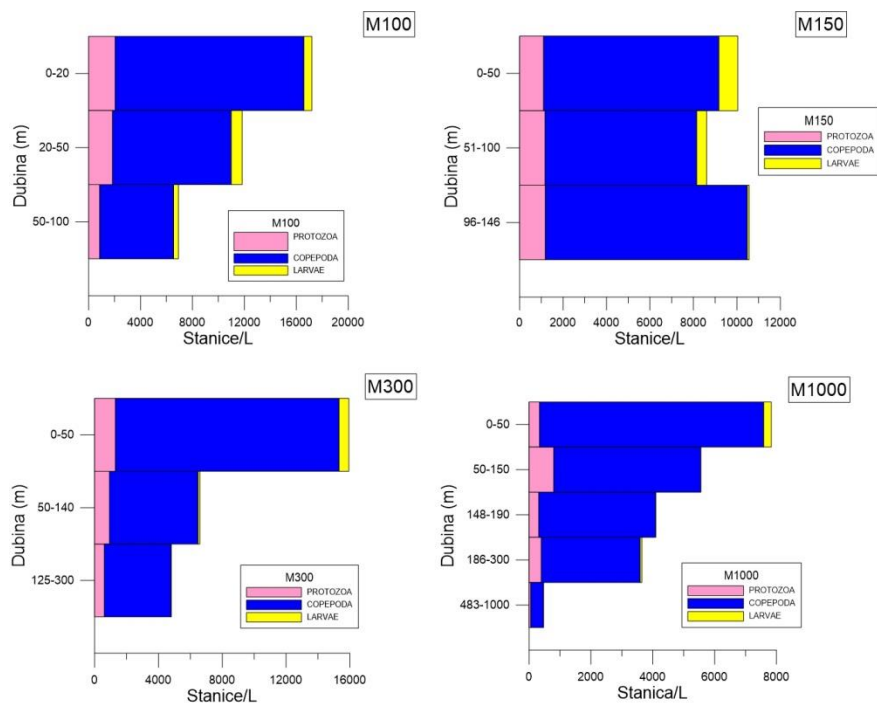 M100
Dubina (m)
0-20
20-50
50-100
M100
PROTOZOA
COPEPODA
LARVAE
0 4000 8000 12000 16000 20000
Stanice/L
M150
Dubina (m)
0-50
51-100
96-146
M150
PROTOZOA
COPEPODA
LARVAE
0 2000 4000 6000 8000 10000 12000
Stanice/L
M300
Dubina (m)
0-50
50-140
125-300
M300
PROTOZOA
COPEPODA
LARVAE
0 4000 8000 12000 16000
Stanice/L
M1000
Dubina (m)
0-50
50-150
148-190
186-300
483-1000
M1000
PROTOZOA
COPEPODA
LARVAE
0 2000 4000 6000 8000
Stanica/L